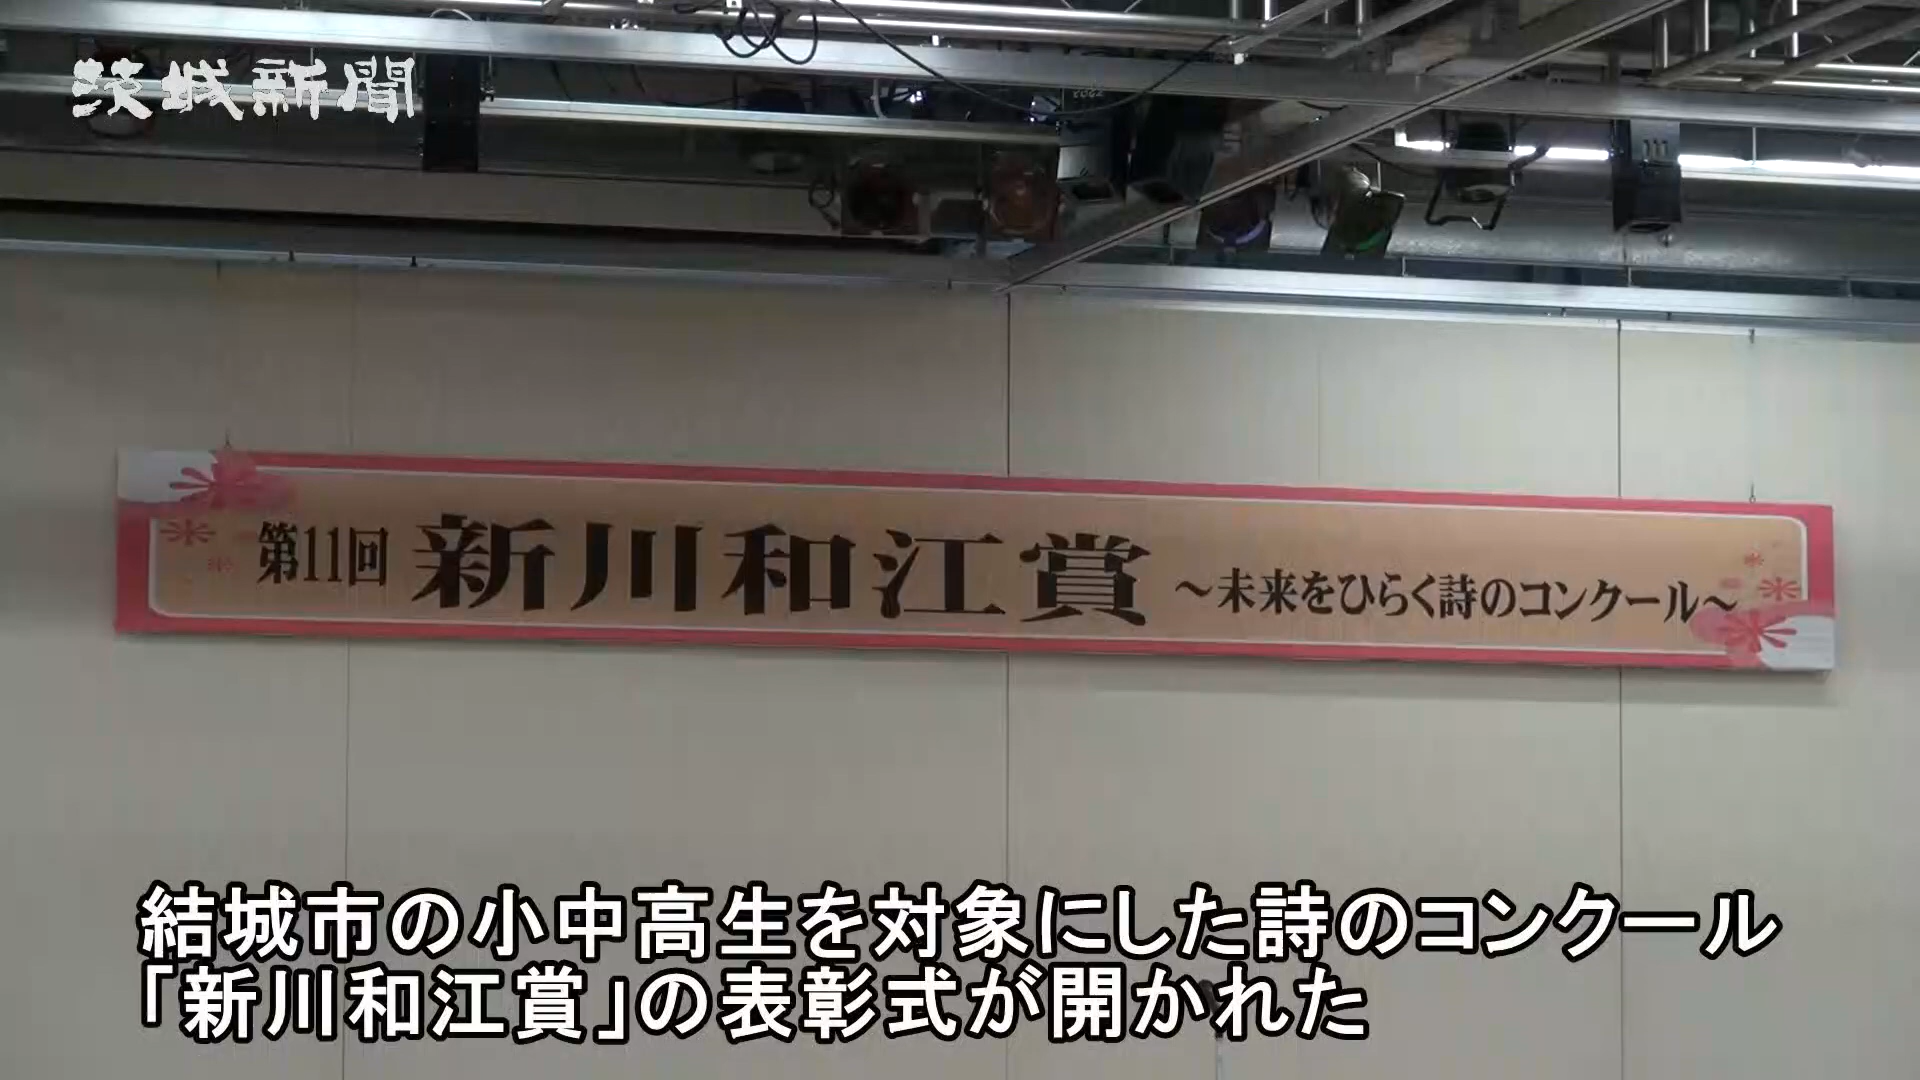 茨城新聞
第11回 新川和江賞 ～未来をひらく詩のコンクール～
結城市の小中高生を対象にした詩のコンクール
「新川和江賞」の表彰式が開かれた